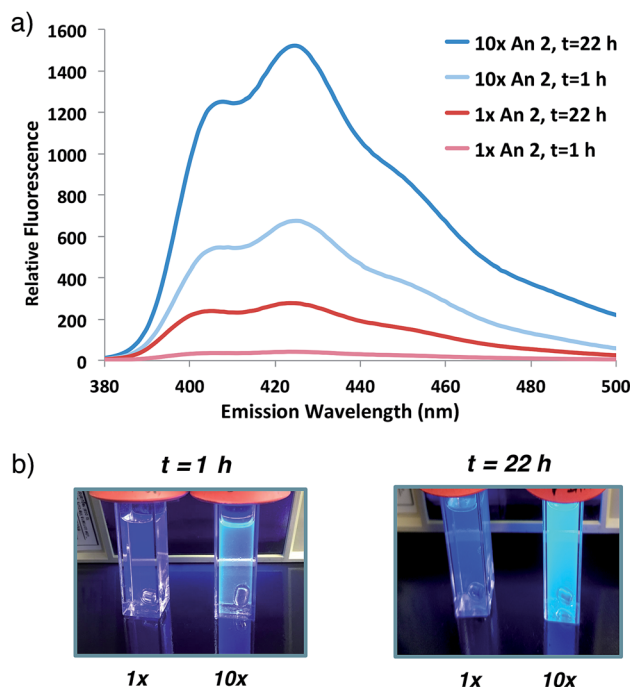 a)
1600
1400
1200
1000
800
600
400
200
0
Relative Fluorescence
10x An 2, t=22 h
10x An 2, t=1 h
1x An 2, t=22 h
1x An 2, t=1 h
380 400 420 440 460 480 500
Emission Wavelength (nm)
b)
t = 1 h
t = 22 h
1x 10x
1x 10x